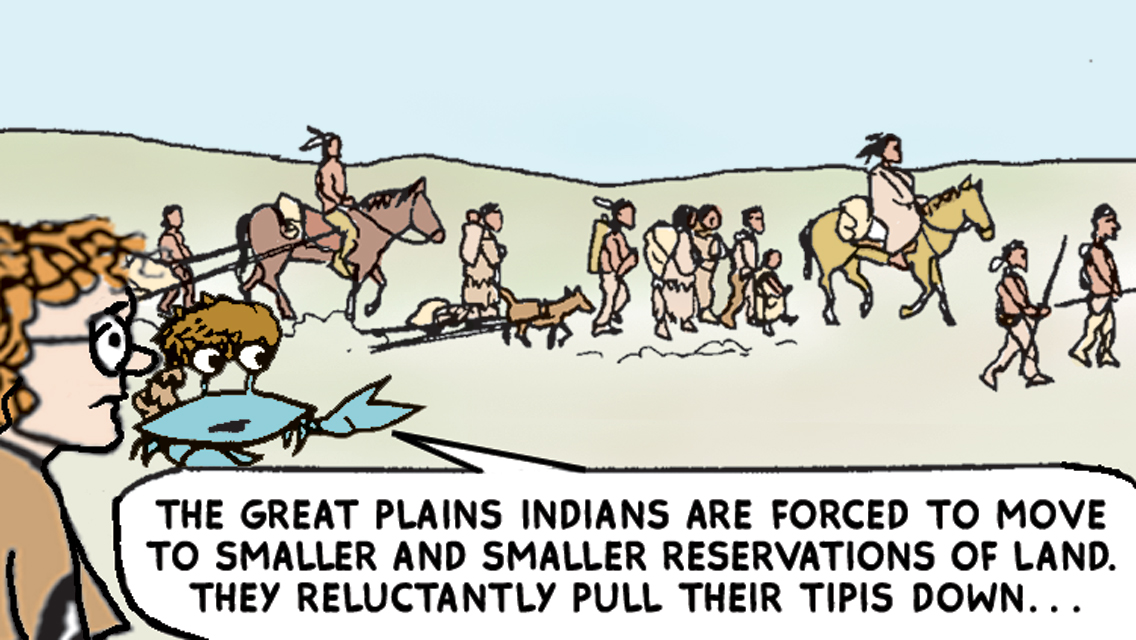 THE GREAT PLAINS INDIANS ARE FORCED TO MOVE
TO SMALLER AND SMALLER RESERVATIONS OF LAND.
THEY RELUCTANTLY PULL THEIR TIPIS DOWN...